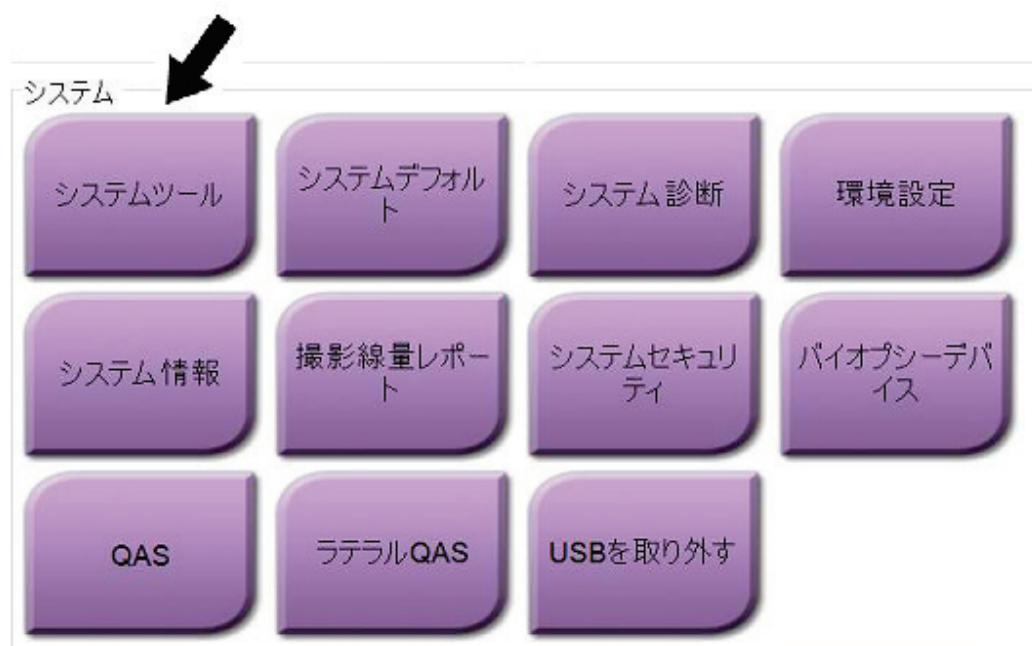 システム
システムツール
システムデフォル
ト
システム診断
環境設定
システム情報
撮影線量レポー
ト
システムセキュリ
ティ
バイオプシーデバ
イス
QAS
ラテラルQAS
USBを取り外す